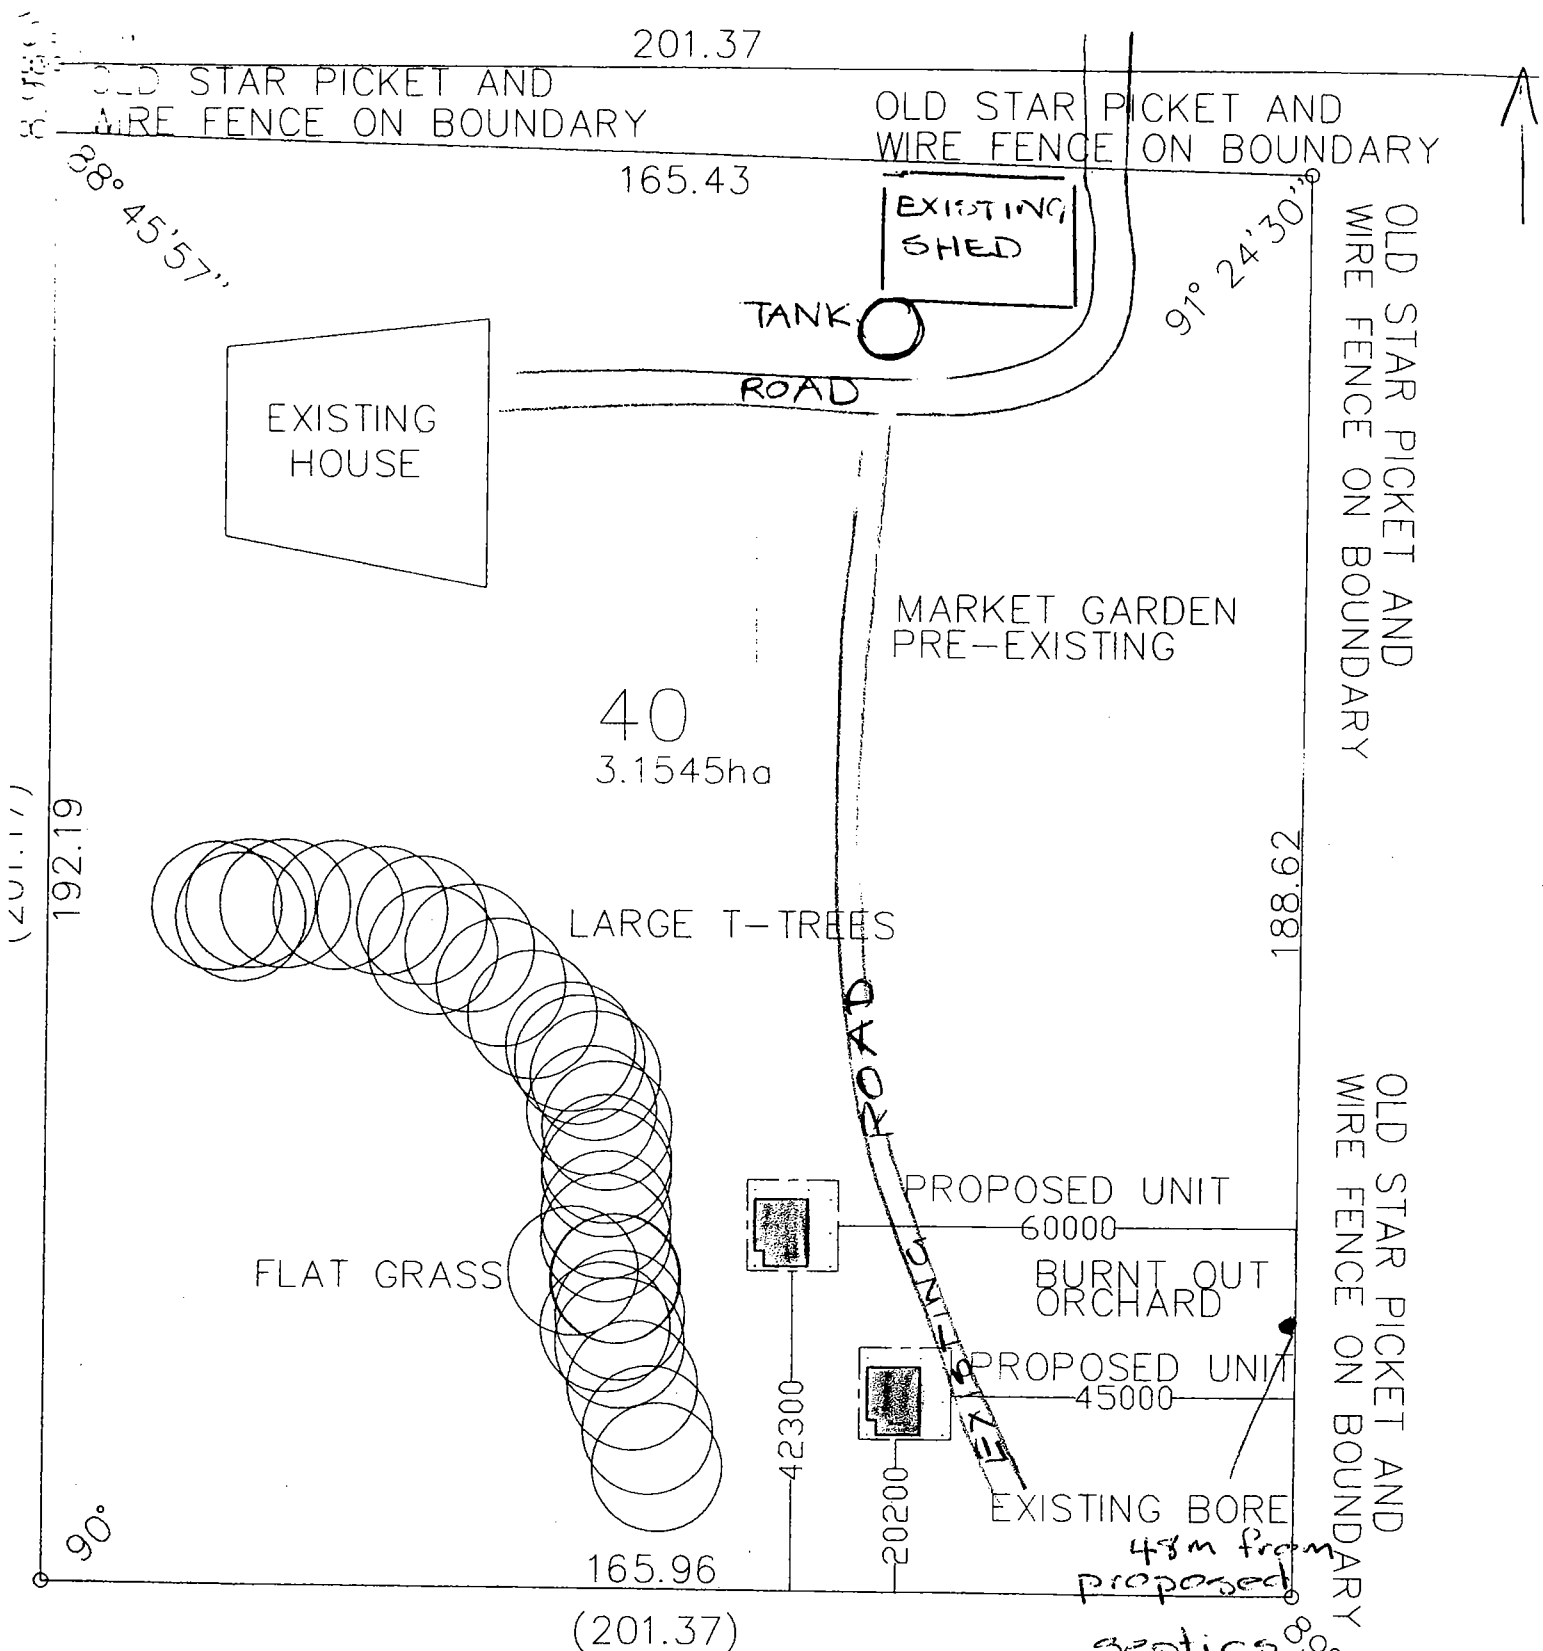 201.37
OLD STAR PICKET AND
WIRE FENCE ON BOUNDARY
OLD STAR PICKET AND
WIRE FENCE ON BOUNDARY
165.43
88° 45'57"
91° 24'30"
EXISTING
SHED
TANK
ROAD
EXISTING
HOUSE
OLD STAR PICKET AND
WIRE FENCE ON BOUNDARY
MARKET GARDEN
PRE-EXISTING
40
3.1545ha
(201.17)
192.19
188.62
LARGE T-TREES
EXISTING ROAD
PROPOSED UNIT
60000
FLAT GRASS
BURNT OUT
ORCHARD
PROPOSED UNIT
45000
42300
20200
OLD STAR PICKET AND
WIRE FENCE ON BOUNDARY
EXISTING BORE
48m from
proposed
septics
90°
165.96
(201.37)